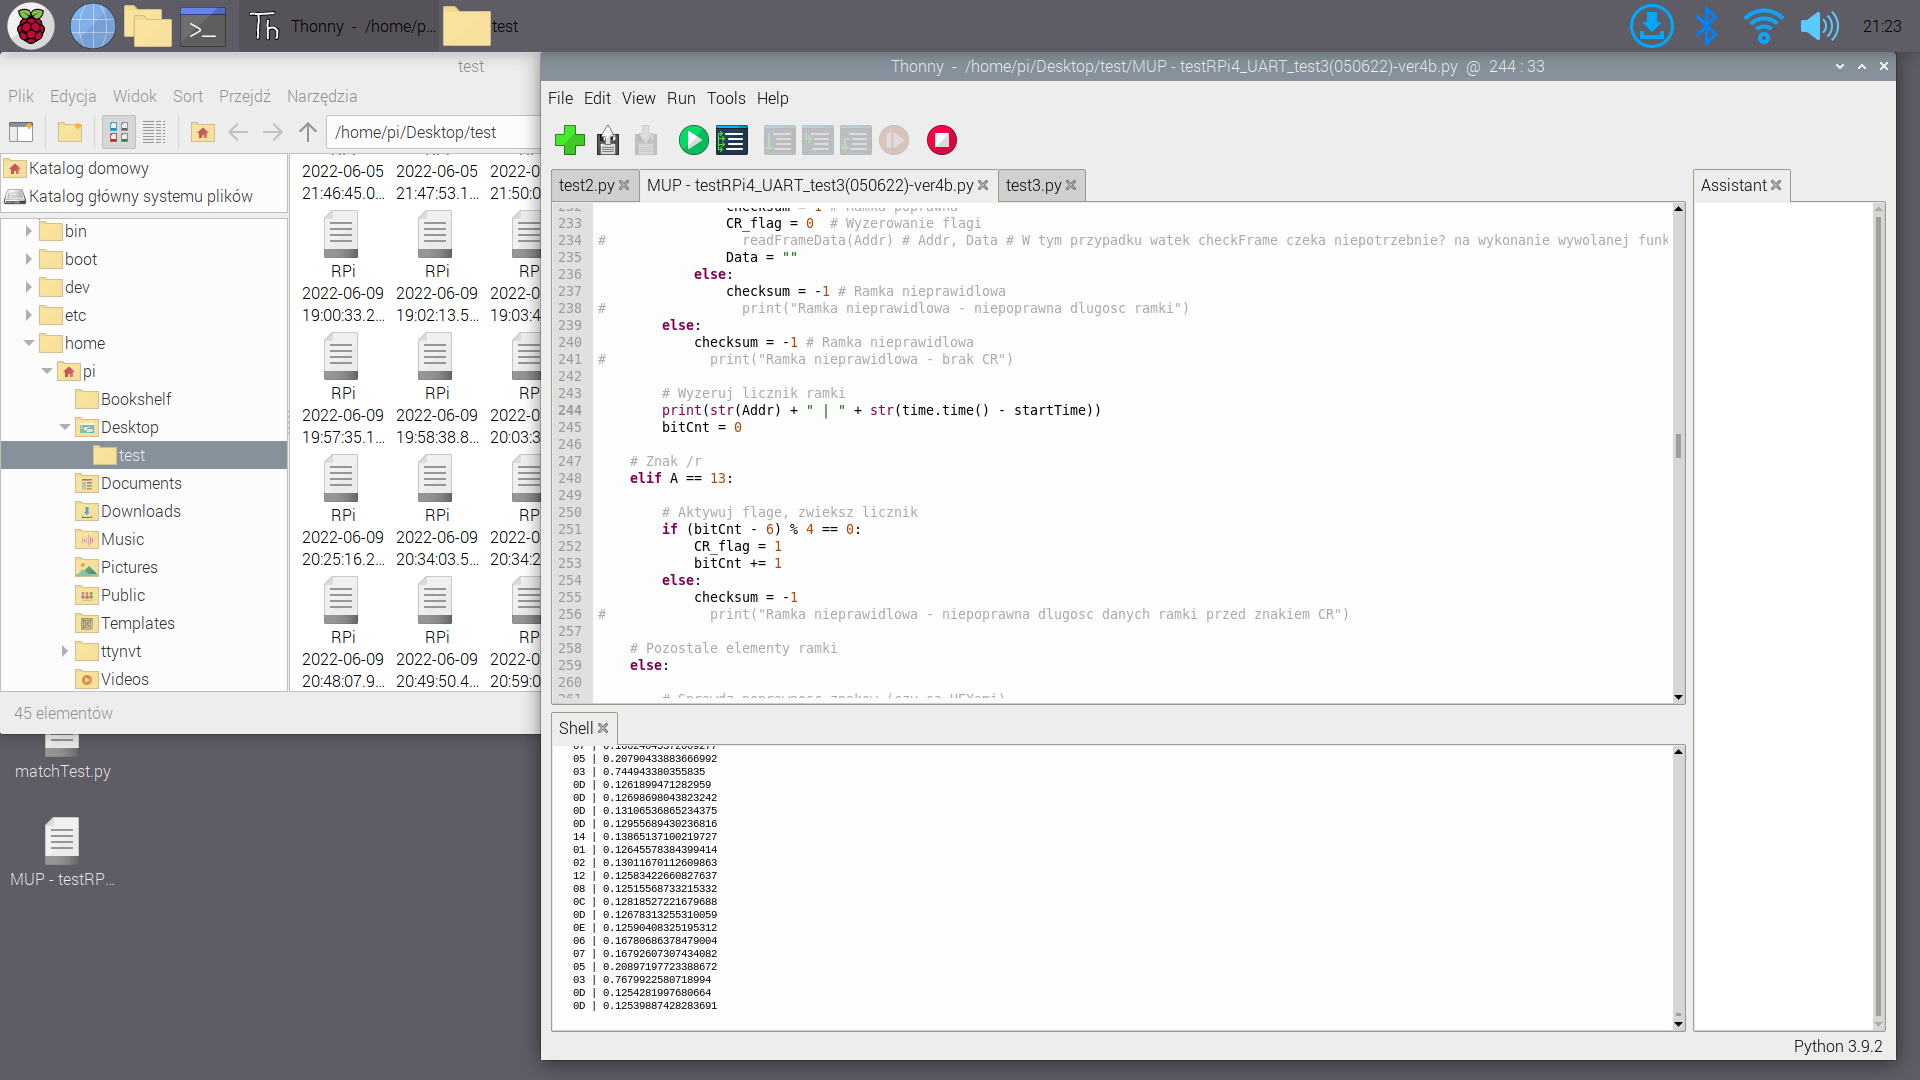 Thonny - /home/p...
test
21:23
test
Plik Edycja Widok Sort Przejdź Narzędzia
/home/pi/Desktop/test
Katalog domowy
Katalog główny systemu plików
bin
boot
dev
etc
home
pi
Bookshelf
Desktop
test
Documents
Downloads
Music
Pictures
Public
Templates
ttynvt
Videos
2022-06-05 2022-06-05 2022-0
21:46:45.0... 21:47:53.1... 21:50:0
RPi RPi RP
2022-06-09 2022-06-09 2022-0
19:00:33.2... 19:02:13.5... 19:03:4
RPi RPi RP
2022-06-09 2022-06-09 2022-0
19:57:35.1... 19:58:38.8... 20:03:3
RPi RPi RP
2022-06-09 2022-06-09 2022-0
20:25:16.2... 20:34:03.5... 20:34:2
RPi RPi RP
2022-06-09 2022-06-09 2022-0
20:48:07.9... 20:49:50.4... 20:59:0
45 elementów
matchTest.py
MUP - testRP...
Thonny - /home/pi/Desktop/test/MUP - testRPi4_UART_test3(050622)-ver4b.py @ 244 : 33
File Edit View Run Tools Help
test2.py MUP - testRPi4_UART_test3(050622)-ver4b.py test3.py
232 checksum = 1 # Ramka poprawna
233 CR_flag = 0 # Wyzerowanie flagi
234 # readFrameData(Addr) # Addr, Data # W tym przypadku watek checkFrame czeka niepotrzebnie? na wykonanie wywolanej funk
235 Data = ""
236 else:
237 checksum = -1 # Ramka nieprawidlowa
238 # print("Ramka nieprawidlowa - niepoprawna dlugosc ramki")
239 else:
240 checksum = -1 # Ramka nieprawidlowa
241 # print("Ramka nieprawidlowa - brak CR")
242
243 # Wyzeruj licznik ramki
244 print(str(Addr) + " | " + str(time.time() - startTime))
245 bitCnt = 0
246
247 # Znak /r
248 elif A == 13:
249
250 # Aktywuj flage, zwieksz licznik
251 if (bitCnt - 6) % 4 == 0:
252 CR_flag = 1
253 bitCnt += 1
254 else:
255 checksum = -1
256 # print("Ramka nieprawidlowa - niepoprawna dlugosc danych ramki przed znakiem CR")
257
258 # Pozostale elementy ramki
259 else:
260
261 # Sprawdz poprawnosc znakow (czy sa HEXami)
Shell
05 | 0.20790433883666992
03 | 0.744943380355835
0D | 0.1261899471282959
0D | 0.12698698043823242
0D | 0.13106536865234375
0D | 0.12955689430236816
14 | 0.13865137100219727
01 | 0.12645578384399414
02 | 0.13011670112609863
12 | 0.12583422660827637
08 | 0.12515568733215332
0C | 0.12818527221679688
0D | 0.12678313255310059
0E | 0.12590408325195312
06 | 0.16780686378479004
07 | 0.16792607307434082
05 | 0.20897197723388672
03 | 0.7679922580718994
0D | 0.1254281997680664
0D | 0.12539887428283691
Assistant
Python 3.9.2